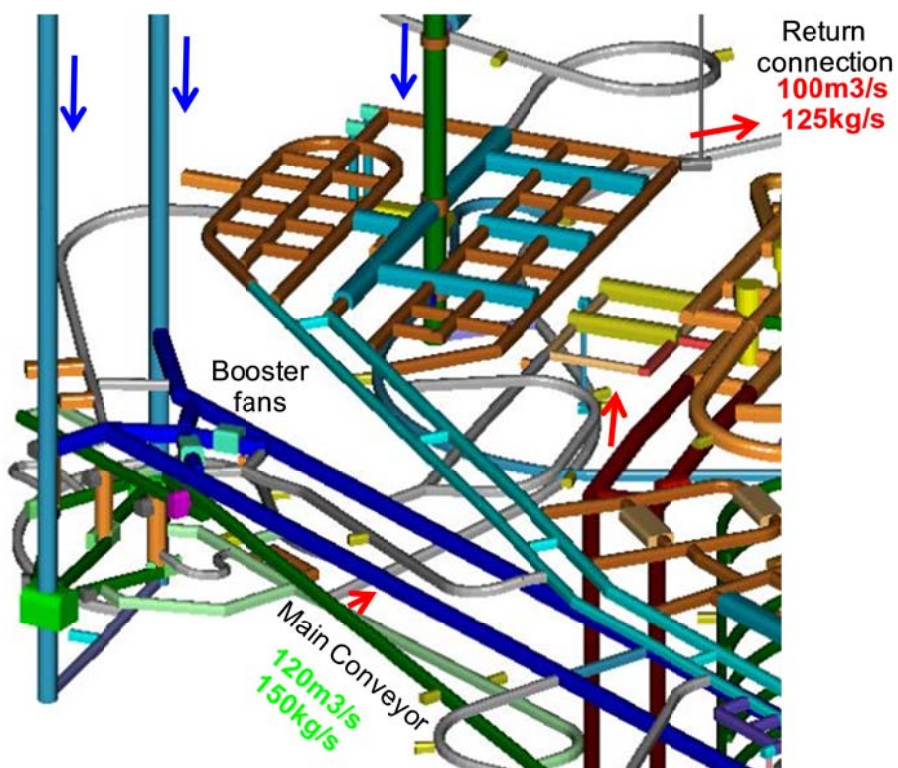 Return
connection
100m3/s
125kg/s
Booster
fans
Main Conveyor
120m3/s
150kg/s